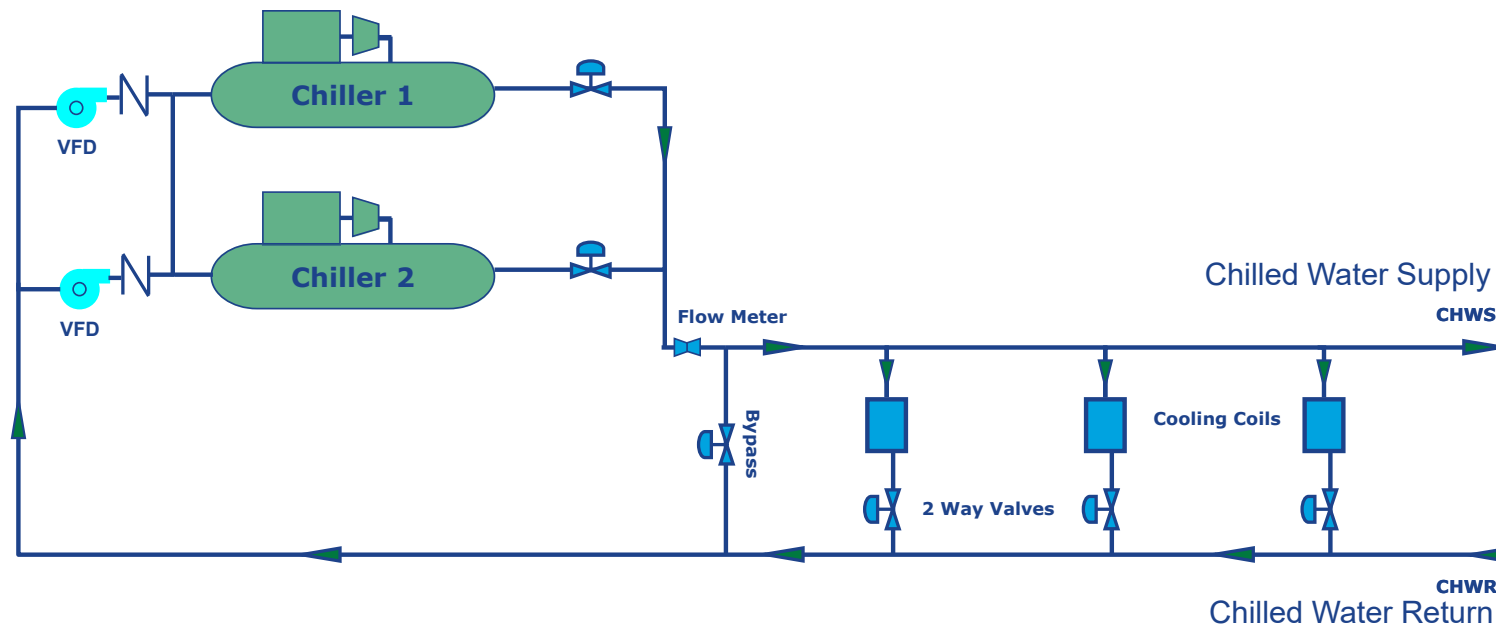 Chiller 1
VFD
Chiller 2
VFD
Chilled Water Supply
CHWS
Flow Meter
Bypass
Cooling Coils
2 Way Valves
CHWR
Chilled Water Return